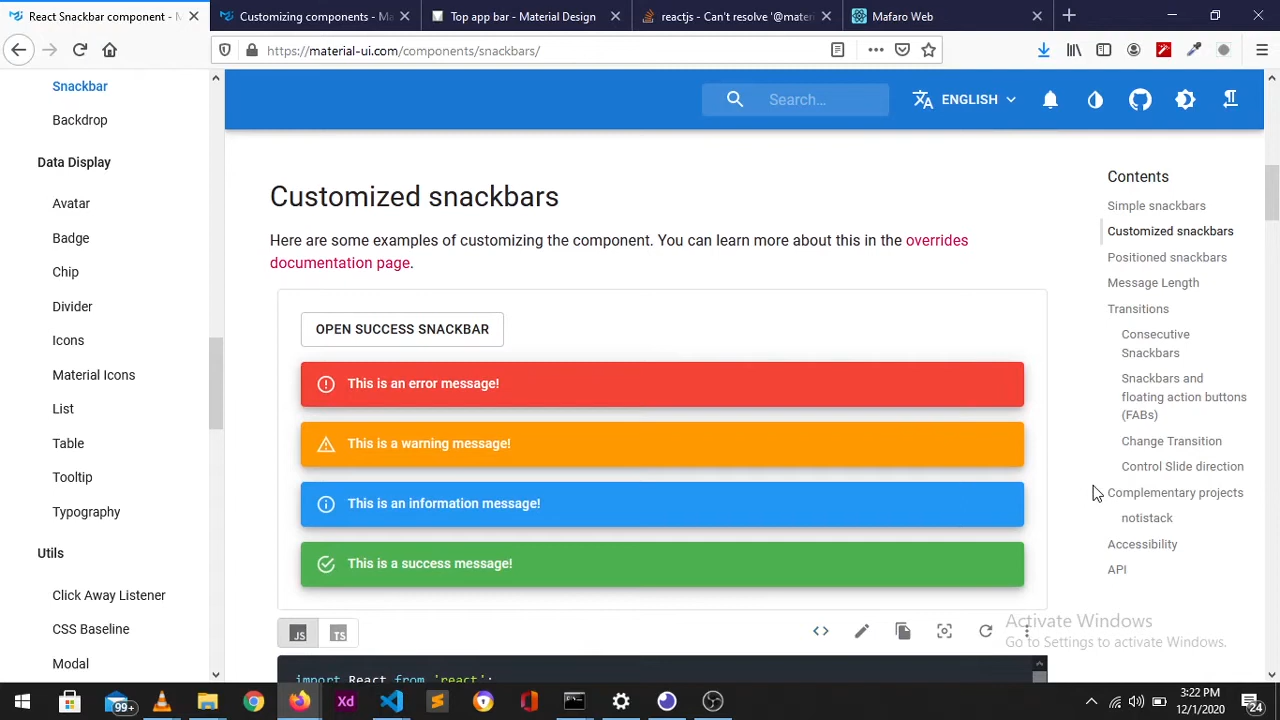 React Snackbar component - M
Customizing components - Ma
Top app bar - Material Design
reactjs - Can't resolve '@mater
Mafaro Web
https://material-ui.com/components/snackbars/
Search…
ENGLISH
Snackbar
Backdrop
Data Display
Avatar
Badge
Chip
Divider
Icons
Material Icons
List
Table
Tooltip
Typography
Utils
Click Away Listener
CSS Baseline
Modal
Customized snackbars
Here are some examples of customizing the component. You can learn more about this in the overrides
documentation page.
OPEN SUCCESS SNACKBAR
This is an error message!
This is a warning message!
This is an information message!
This is a success message!
JS
TS
import React from 'react';
Contents
Simple snackbars
Customized snackbars
Positioned snackbars
Message Length
Transitions
Consecutive
Snackbars
Snackbars and
floating action buttons
(FABs)
Change Transition
Control Slide direction
Complementary projects
notistack
Accessibility
API
Activate Windows
Go to Settings to activate Windows.
99+
Xd
3:22 PM
12/1/2020
24